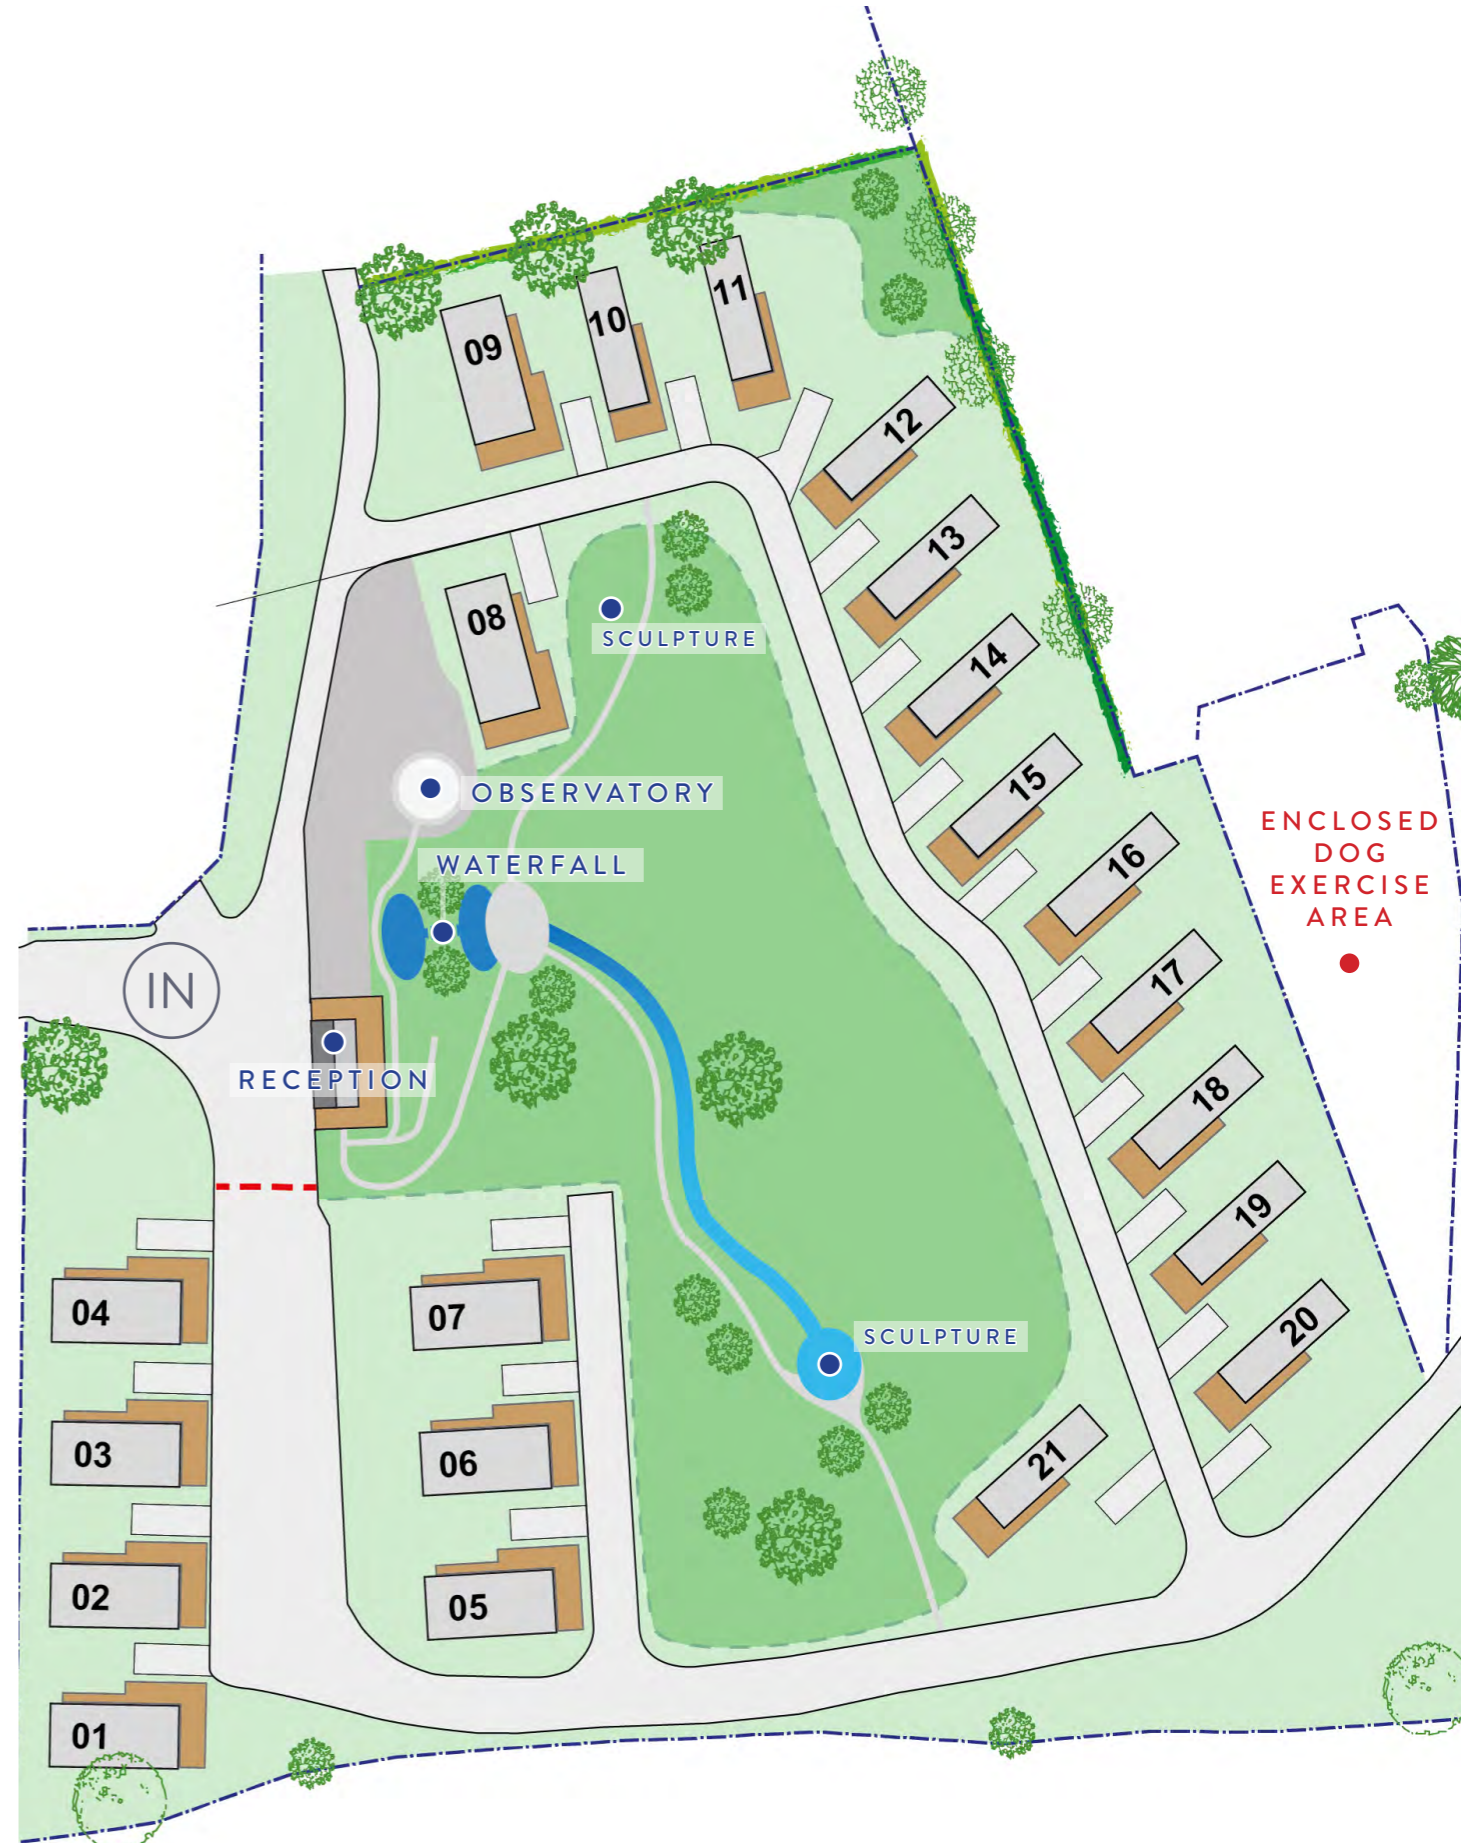 11
10
09
12
13
08
SCULPTURE
14
OBSERVATORY
15
ENCLOSED
DOG
EXERCISE
AREA
WATERFALL
16
IN
17
RECEPTION
18
19
04
07
20
SCULPTURE
03
06
21
02
05
01